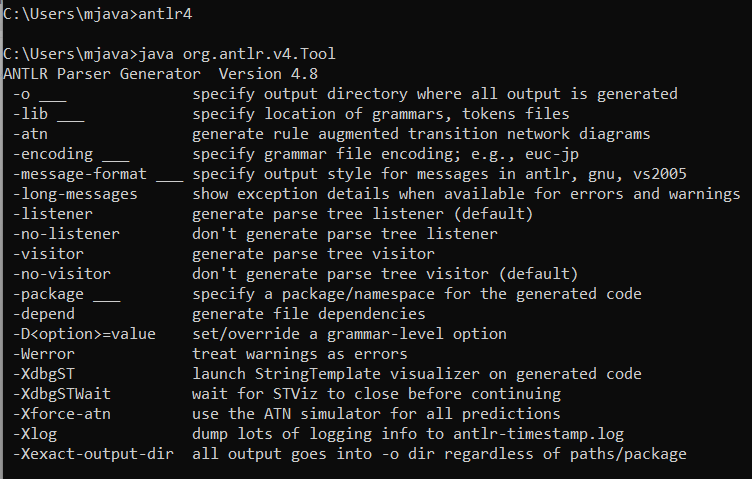 C:\Users\mjava>antlr4
C:\Users\mjava>java org.antlr.v4.Tool
ANTLR Parser Generator  Version 4.8
 -o ___              specify output directory where all output is generated
 -lib ___            specify location of grammars, tokens files
 -atn                generate rule augmented transition network diagrams
 -encoding ___       specify grammar file encoding; e.g., euc-jp
 -message-format ___ specify output style for messages in antlr, gnu, vs2005
 -long-messages      show exception details when available for errors and warnings
 -listener           generate parse tree listener (default)
 -no-listener        don't generate parse tree listener
 -visitor            generate parse tree visitor
 -no-visitor         don't generate parse tree visitor (default)
 -package ___        specify a package/namespace for the generated code
 -depend             generate file dependencies
 -D<option>=value    set/override a grammar-level option
 -Werror             treat warnings as errors
 -XdbgST             launch StringTemplate visualizer on generated code
 -XdbgSTWait         wait for STViz to close before continuing
 -Xforce-atn         use the ATN simulator for all predictions
 -Xlog               dump lots of logging info to antlr-timestamp.log
 -Xexact-output-dir  all output goes into -o dir regardless of paths/package